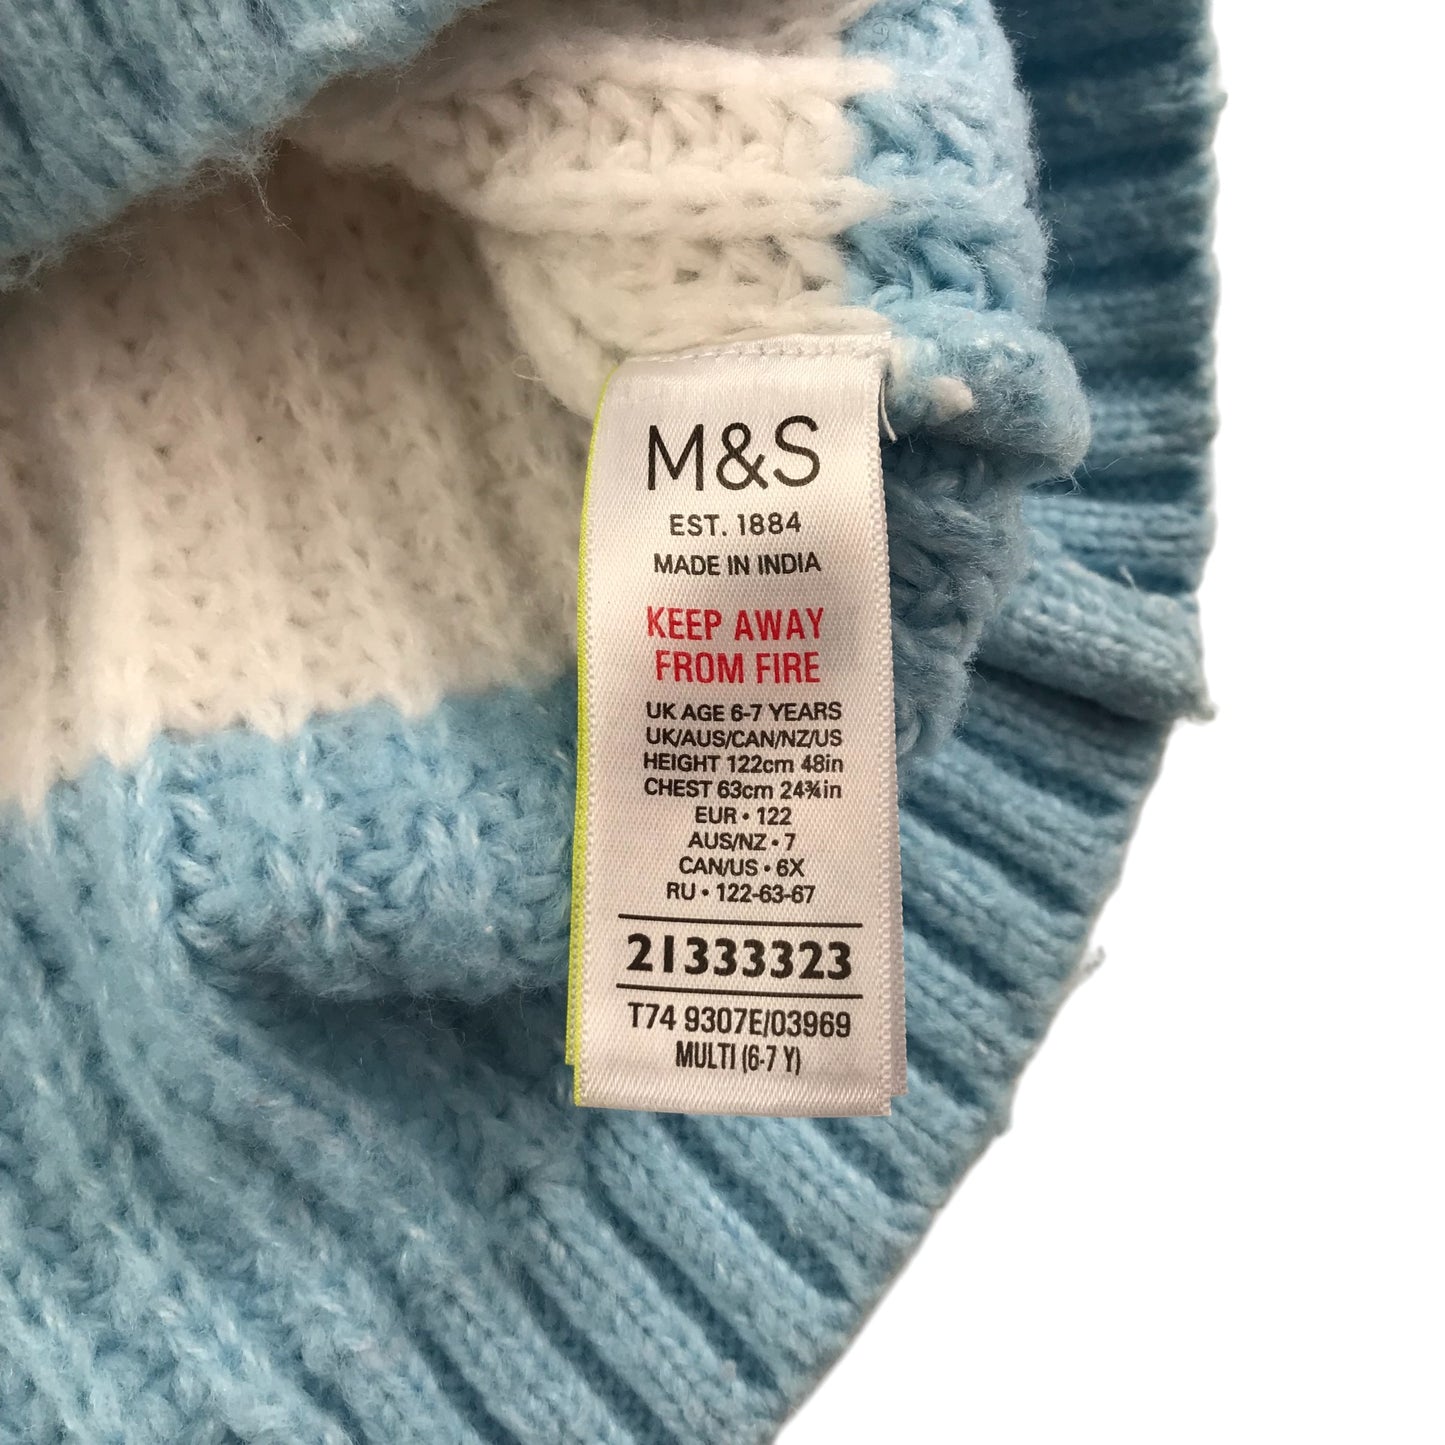 M&S
EST. 1884
MADE IN INDIA
KEEP AWAY
FROM FIRE
UK AGE 6-7 YEARS
UK/AUS/CAN/NZ/US
HEIGHT 122cm 48in
CHEST 63cm 24¾in
EUR • 122
AUS/NZ • 7
CAN/US • 6X
RU • 122-63-67
21333323
T74 9307E/03969
MULTI (6-7 Y)